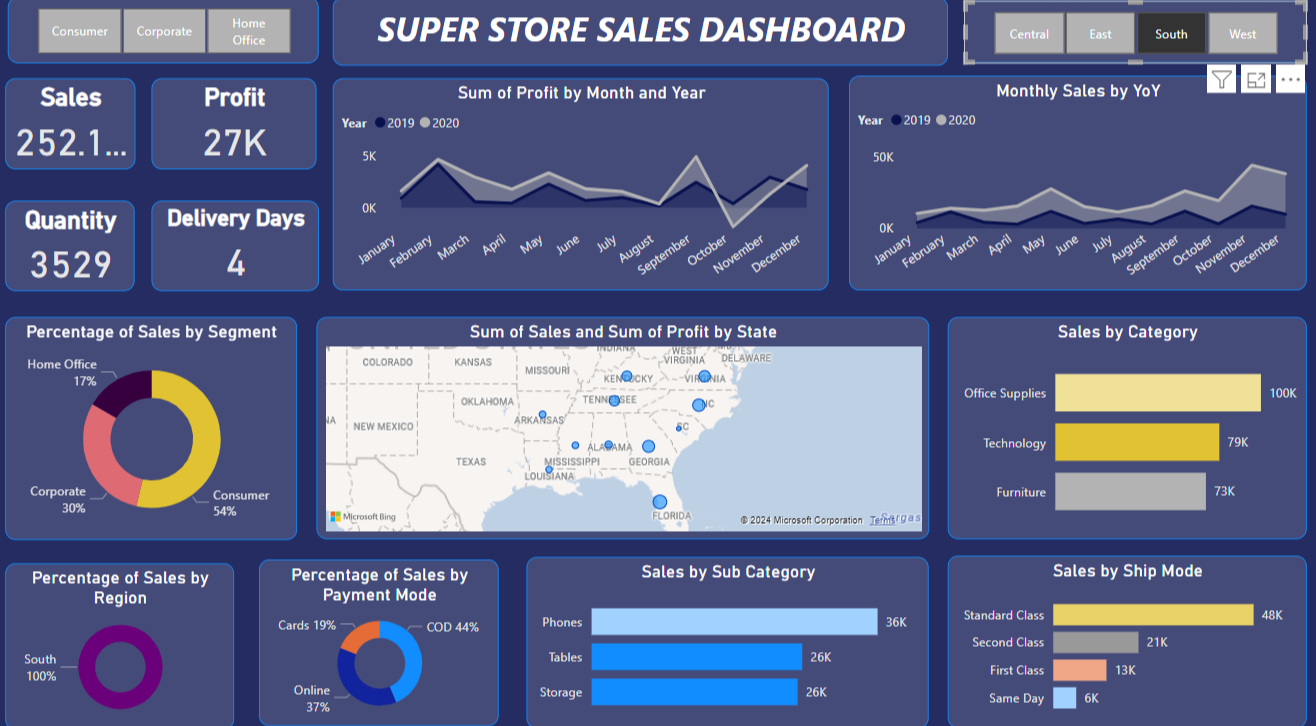 Consumer
Corporate
Home
Office
SUPER STORE SALES DASHBOARD
Central
East
South
West
Sales
252.1...
Profit
27K
Quantity
3529
Delivery Days
4
Sum of Profit by Month and Year
Year 2019 2020
5K
0K
January
February
March
April
May
June
July
August
September
October
November
December
Monthly Sales by YoY
Year 2019 2020
50K
0K
January
February
March
April
May
June
July
August
September
October
November
December
Percentage of Sales by Segment
Home Office
17%
Corporate
30%
Consumer
54%
Sum of Sales and Sum of Profit by State
INDIANA
WEST
VIRGINIA
DELAWARE
COLORADO
KANSAS
MISSOURI
KENTUCKY
VIRGINIA
OKLAHOMA
TENNESSEE
NC
ARKANSAS
NEW MEXICO
SC
ALABAMA
TEXAS
MISSISSIPPI
GEORGIA
LOUISIANA
FLORIDA
Microsoft Bing
© 2024 Microsoft Corporation Terms
Sargas
Sales by Category
Office Supplies 100K
Technology 79K
Furniture 73K
Percentage of Sales by
Region
South
100%
Percentage of Sales by
Payment Mode
Cards 19%
COD 44%
Online
37%
Sales by Sub Category
Phones 36K
Tables 26K
Storage 26K
Sales by Ship Mode
Standard Class 48K
Second Class 21K
First Class 13K
Same Day 6K